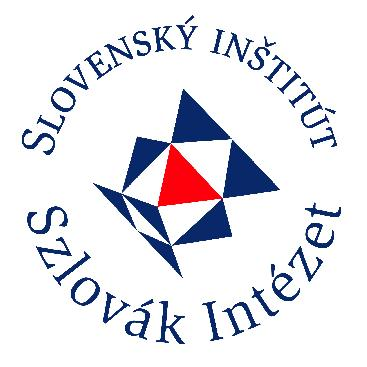 SLOVENSKÝ INŠTITÚT
Szlovák Intézet